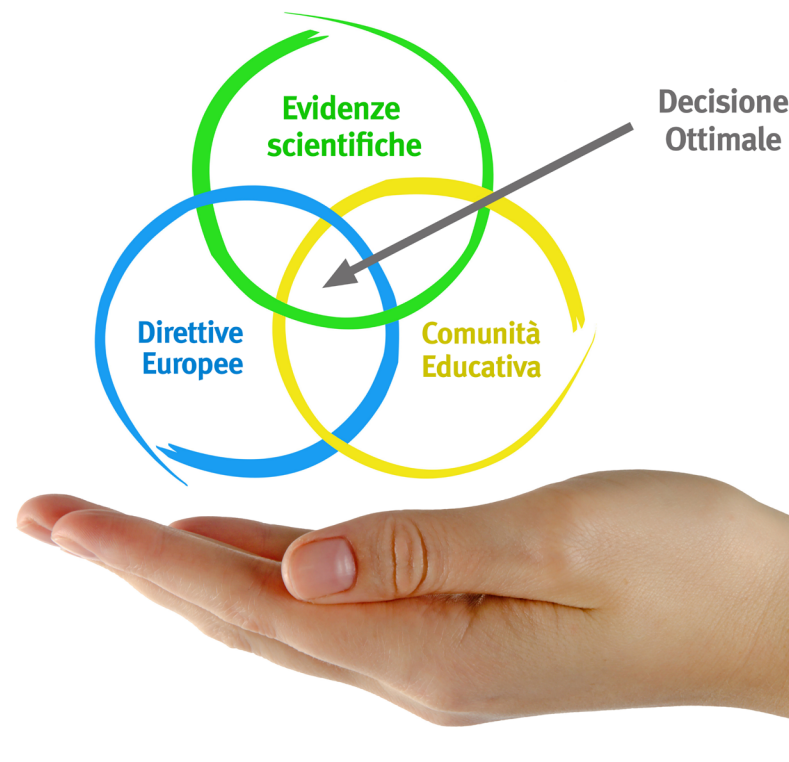 Evidenze
scientifiche
Decisione
Ottimale
Direttive
Europee
Comunità
Educativa